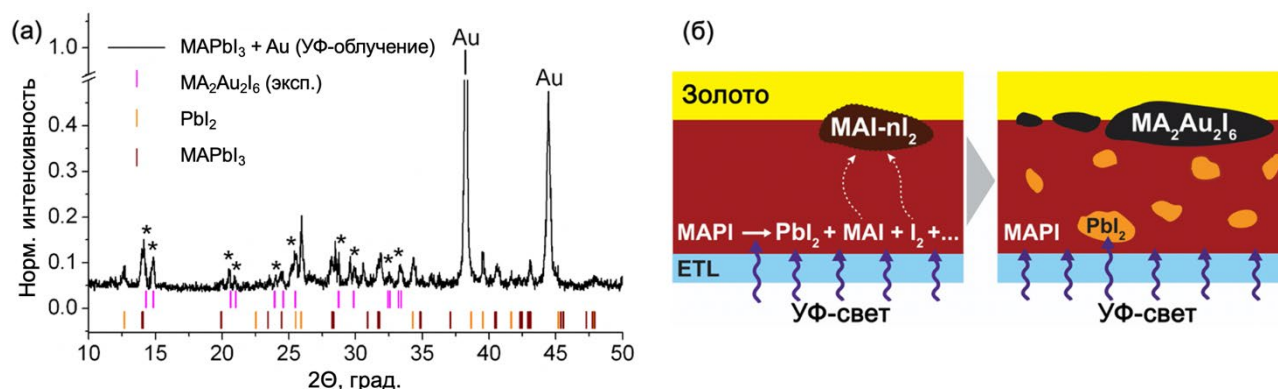 (а)
MAPbI₃ + Au (УФ-облучение)
MA₂Au₂I₆ (эксп.)
PbI₂
MAPbI₃
Au
Au
Норм. интенсивность
1.0
0.4
0.3
0.2
0.1
0.0
* * * * * * * * * *
10 15 20 25 30 35 40 45 50
2Θ, град.
(б)
Золото
MAI-nI₂
MAPI → PbI₂ + MAI + I₂ +...
ETL
УФ-свет
MA₂Au₂I₆
MAPI
PbI₂
УФ-свет